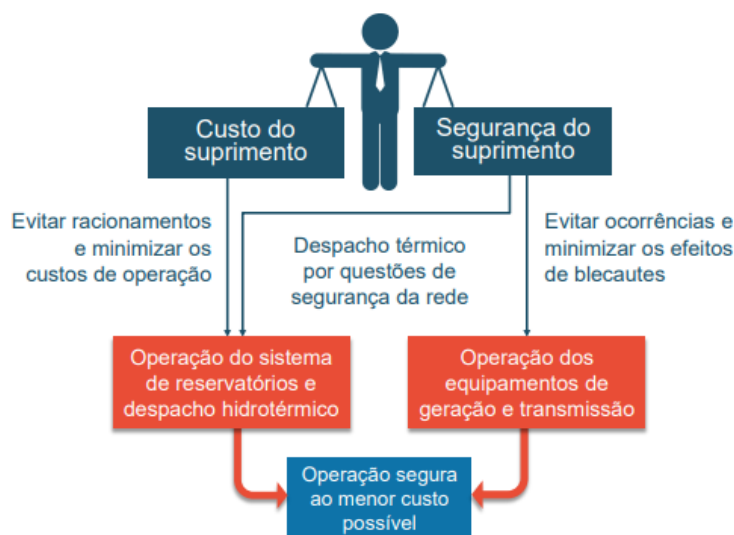 Custo do
suprimento
Segurança do
suprimento
Evitar racionamentos
e minimizar os
custos de operação
Despacho térmico
por questões de
segurança da rede
Evitar ocorrências e
minimizar os efeitos
de blecautes
Operação do sistema
de reservatórios e
despacho hidrotérmico
Operação dos
equipamentos de
geração e transmissão
Operação segura
ao menor custo
possível